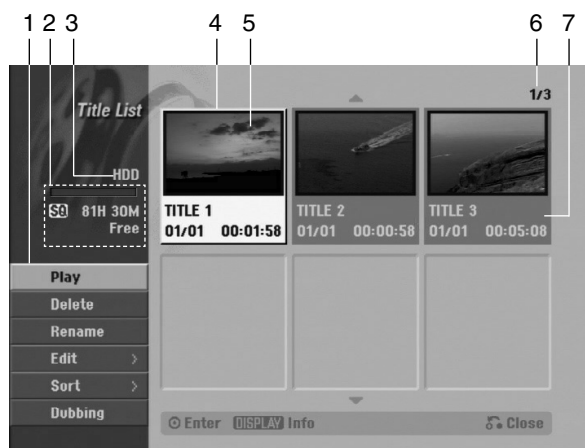 1 2 3 4 5 6 7
1/3
Title List
HDD
SQ 81H 30M
Free
TITLE 1
01/01 00:01:58
TITLE 2
01/01 00:00:58
TITLE 3
01/01 00:05:08
Play
Delete
Rename
Edit >
Sort >
Dubbing
Enter DISPLAY Info
Close